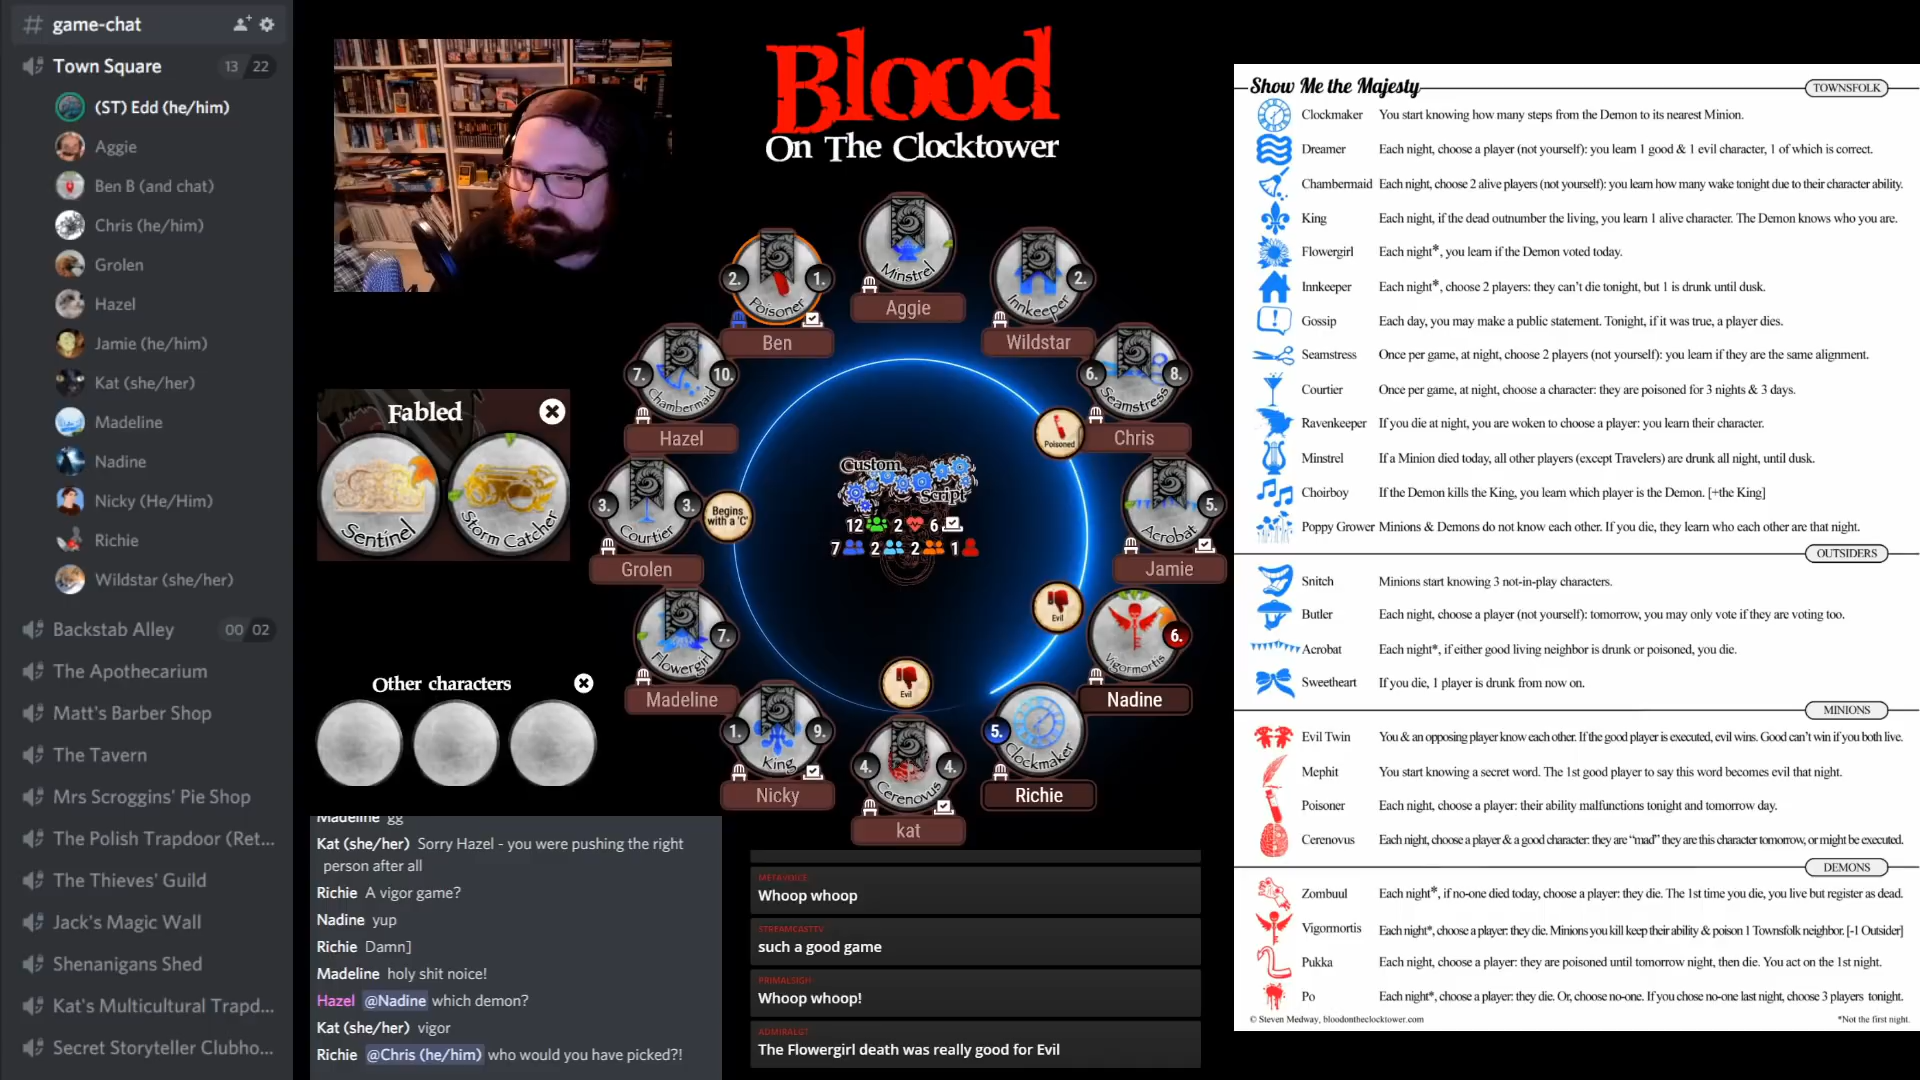 game-chat
Town Square 13 22
(ST) Edd (he/him)
Aggie
Ben B (and chat)
Chris (he/him)
Grolen
Hazel
Jamie (he/him)
Kat (she/her)
Madeline
Nadine
Nicky (He/Him)
Richie
Wildstar (she/her)
Backstab Alley 00 02
The Apothecarium
Matt's Barber Shop
The Tavern
Mrs Scroggins' Pie Shop
The Polish Trapdoor (Ret...
The Thieves' Guild
Jack's Magic Wall
Shenanigans Shed
Kat's Multicultural Trapd...
Secret Storyteller Clubho...
Fabled
Sentinel
Storm Catcher
Other characters
Madeline gg
Kat (she/her) Sorry Hazel - you were pushing the right
person after all
Richie A vigor game?
Nadine yup
Richie Damn]
Madeline holy shit noice!
Hazel @Nadine which demon?
Kat (she/her) vigor
Richie @Chris (he/him) who would you have picked?!
Blood
On The Clocktower
Minstrel
Aggie
2. Poisoner 1.
Ben
Innkeeper 2.
Wildstar
7. Chambermaid 10.
Hazel
6. Seamstress 8.
Chris
Poisoned
3. Courtier 3.
Grolen
Begins
with a 'C'
Acrobat 5.
Jamie
Flowergirl 7.
Madeline
Evil
Vigormortis 6.
Nadine
1. King 9.
Nicky
Evil
4. Cerenovus 4.
kat
5. Clockmaker
Richie
Custom
Script
12 2 6
7 2 2 1
METAVOICE
Whoop whoop
STREAMCASTTV
such a good game
PRIMALSIGH
Whoop whoop!
ADMIRALGT
The Flowergirl death was really good for Evil
Show Me the Majesty
TOWNSFOLK
Clockmaker You start knowing how many steps from the Demon to its nearest Minion.
Dreamer Each night, choose a player (not yourself): you learn 1 good & 1 evil character, 1 of which is correct.
Chambermaid Each night, choose 2 alive players (not yourself): you learn how many wake tonight due to their character ability.
King Each night, if the dead outnumber the living, you learn 1 alive character. The Demon knows who you are.
Flowergirl Each night*, you learn if the Demon voted today.
Innkeeper Each night*, choose 2 players: they can't die tonight, but 1 is drunk until dusk.
Gossip Each day, you may make a public statement. Tonight, if it was true, a player dies.
Seamstress Once per game, at night, choose 2 players (not yourself): you learn if they are the same alignment.
Courtier Once per game, at night, choose a character: they are poisoned for 3 nights & 3 days.
Ravenkeeper If you die at night, you are woken to choose a player: you learn their character.
Minstrel If a Minion died today, all other players (except Travelers) are drunk all night, until dusk.
Choirboy If the Demon kills the King, you learn which player is the Demon. [+the King]
Poppy Grower Minions & Demons do not know each other. If you die, they learn who each other are that night.
OUTSIDERS
Snitch Minions start knowing 3 not-in-play characters.
Butler Each night, choose a player (not yourself): tomorrow, you may only vote if they are voting too.
Acrobat Each night*, if either good living neighbor is drunk or poisoned, you die.
Sweetheart If you die, 1 player is drunk from now on.
MINIONS
Evil Twin You & an opposing player know each other. If the good player is executed, evil wins. Good can't win if you both live.
Mephit You start knowing a secret word. The 1st good player to say this word becomes evil that night.
Poisoner Each night, choose a player: their ability malfunctions tonight and tomorrow day.
Cerenovus Each night, choose a player & a good character: they are "mad" they are this character tomorrow, or might be executed.
DEMONS
Zombuul Each night*, if no-one died today, choose a player: they die. The 1st time you die, you live but register as dead.
Vigormortis Each night*, choose a player: they die. Minions you kill keep their ability & poison 1 Townsfolk neighbor. [-1 Outsider]
Pukka Each night, choose a player: they are poisoned until tomorrow night, then die. You act on the 1st night.
Po Each night*, choose a player: they die. Or, choose no-one. If you chose no-one last night, choose 3 players tonight.
© Steven Medway, bloodontheclocktower.com *Not the first night.